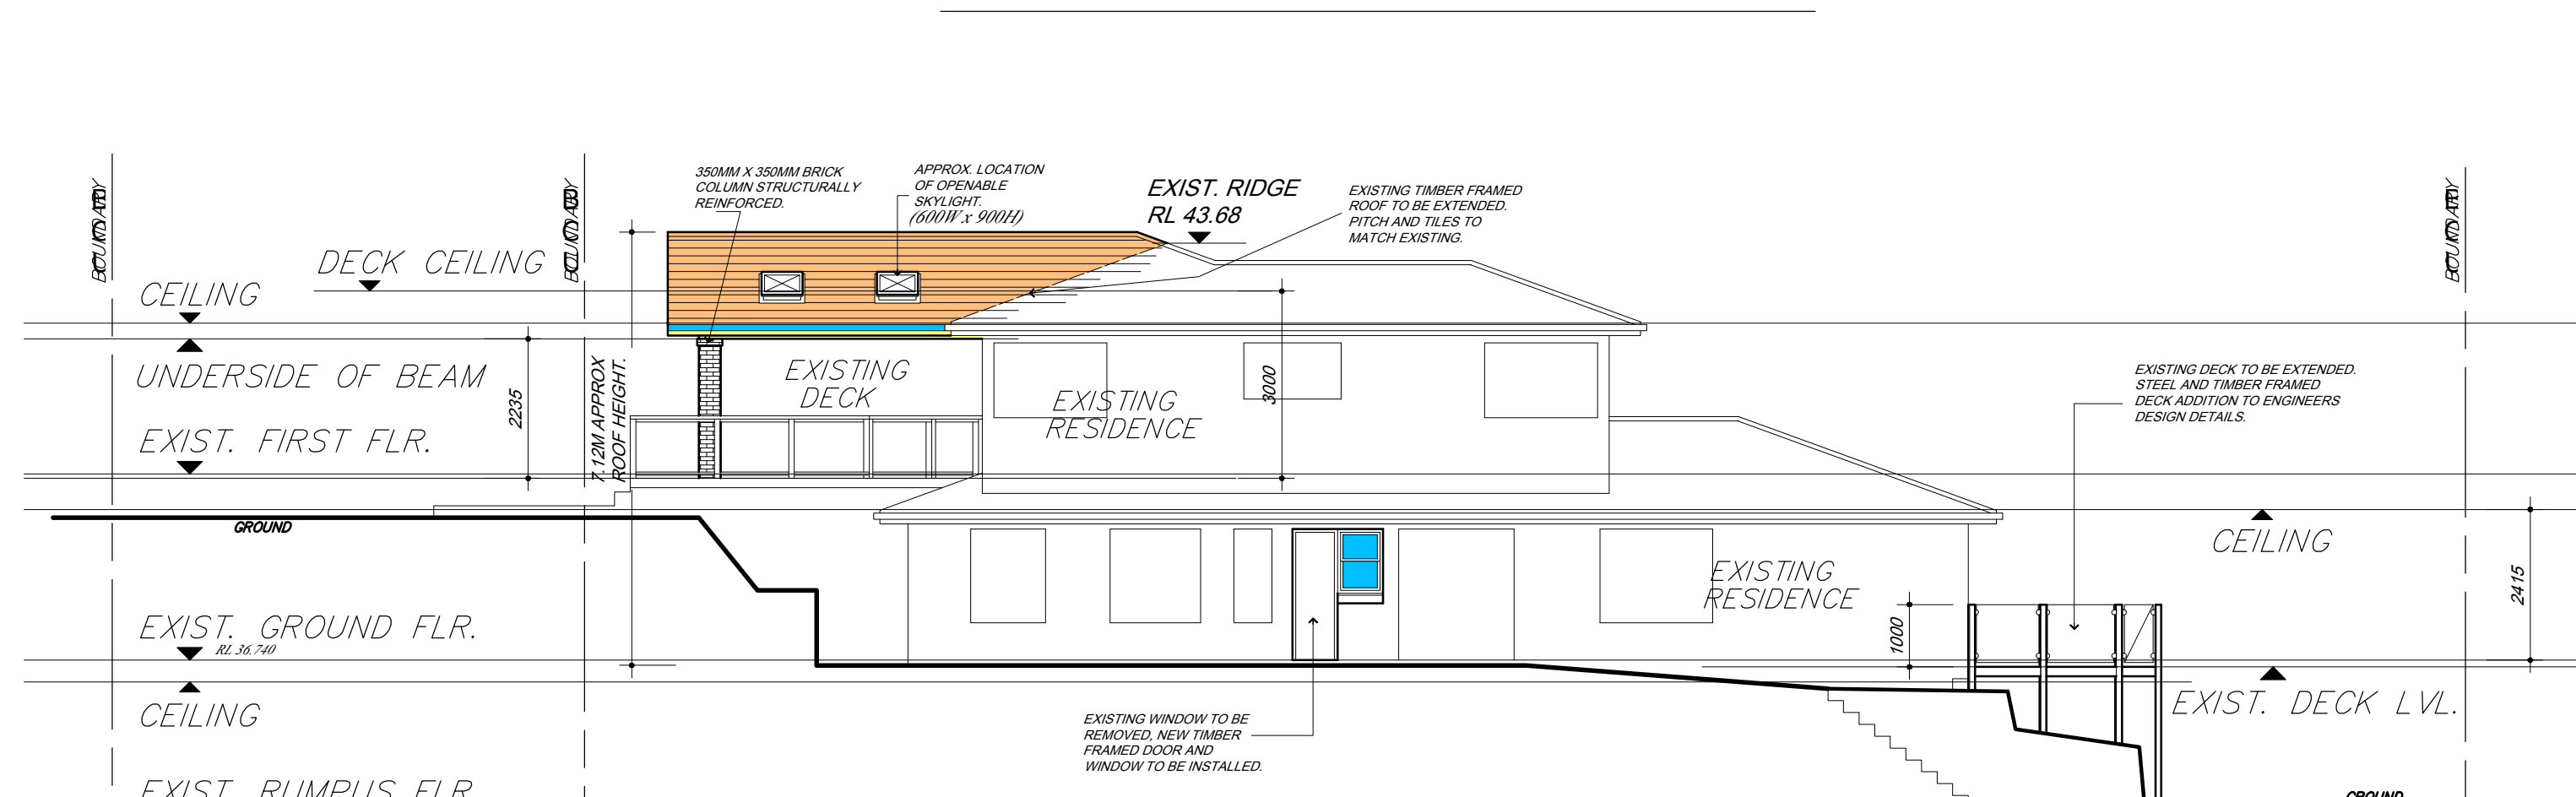 BOUNDARY
BOUNDARY
BOUNDARY
350MM X 350MM BRICK
COLUMN STRUCTURALLY
REINFORCED.
APPROX. LOCATION
OF OPENABLE
SKYLIGHT.
(600W x 900H)
EXIST. RIDGE
RL 43.68
EXISTING TIMBER FRAMED
ROOF TO BE EXTENDED.
PITCH AND TILES TO
MATCH EXISTING.
DECK CEILING
CEILING
UNDERSIDE OF BEAM
2235
7.12M APPROX
ROOF HEIGHT.
EXISTING
DECK
EXISTING
RESIDENCE
3000
EXISTING DECK TO BE EXTENDED.
STEEL AND TIMBER FRAMED
DECK ADDITION TO ENGINEERS
DESIGN DETAILS.
EXIST. FIRST FLR.
GROUND
CEILING
EXISTING
RESIDENCE
2415
1000
EXIST. GROUND FLR.
RL 36.740
CEILING
EXIST. DECK LVL.
EXISTING WINDOW TO BE
REMOVED, NEW TIMBER
FRAMED DOOR AND
WINDOW TO BE INSTALLED.
EXIST. RUMPUS FLR.
GROUND